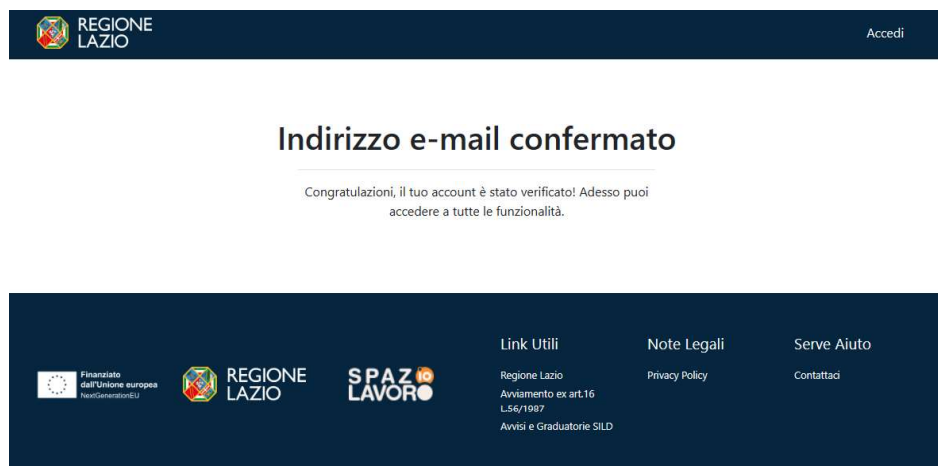 REGIONE
LAZIO
Accedi
Indirizzo e-mail confermato
Congratulazioni, il tuo account è stato verificato! Adesso puoi
accedere a tutte le funzionalità.
Finanziato
dall'Unione europea
NextGenerationEU
REGIONE
LAZIO
SPAZIO
LAVORO
Link Utili
Regione Lazio
Avviamento ex art.16
L.56/1987
Avvisi e Graduatorie SILD
Note Legali
Privacy Policy
Serve Aiuto
Contattaci